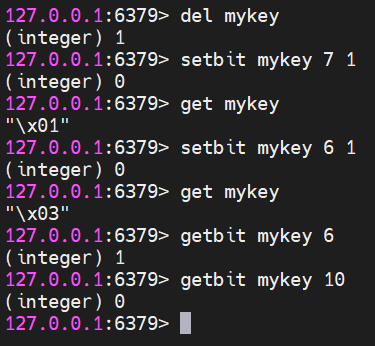 127.0.0.1:6379> del mykey
(integer) 1
127.0.0.1:6379> setbit mykey 7 1
(integer) 0
127.0.0.1:6379> get mykey
"\x01"
127.0.0.1:6379> setbit mykey 6 1
(integer) 0
127.0.0.1:6379> get mykey
"\x03"
127.0.0.1:6379> getbit mykey 6
(integer) 1
127.0.0.1:6379> getbit mykey 10
(integer) 0
127.0.0.1:6379>